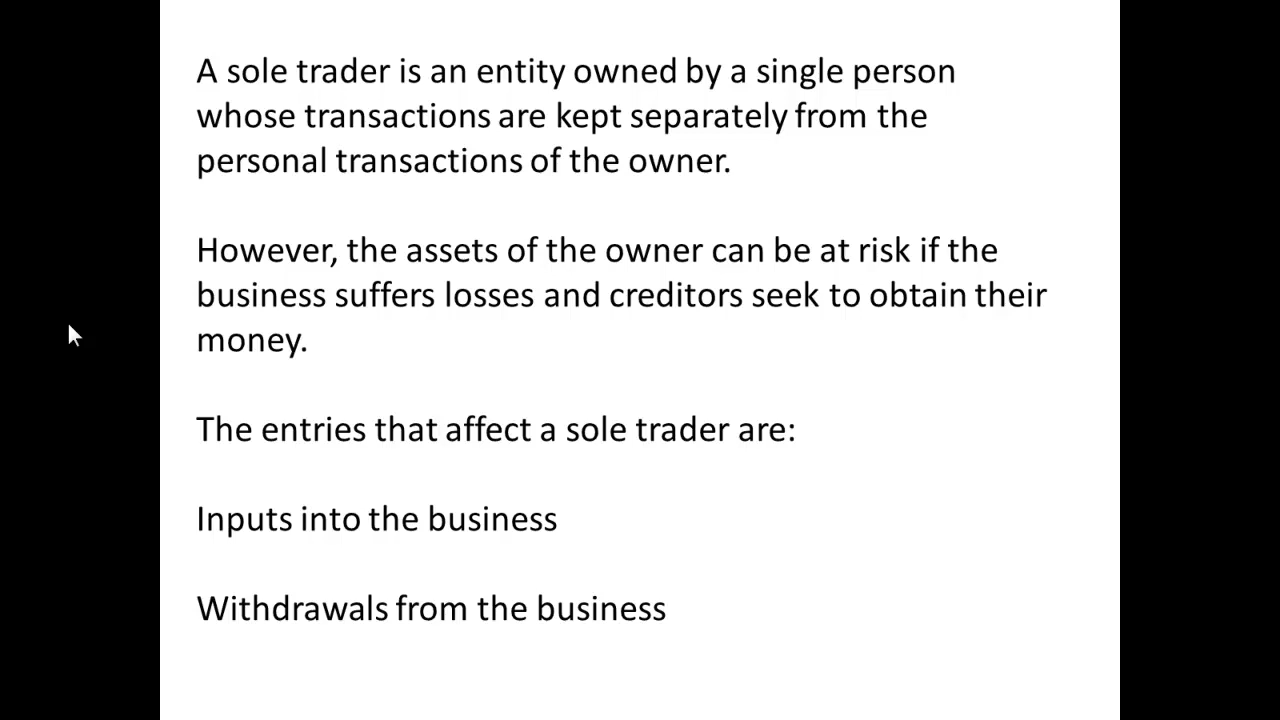 A sole trader is an entity owned by a single person
whose transactions are kept separately from the
personal transactions of the owner.
However, the assets of the owner can be at risk if the
business suffers losses and creditors seek to obtain their
money.
The entries that affect a sole trader are:
Inputs into the business
Withdrawals from the business